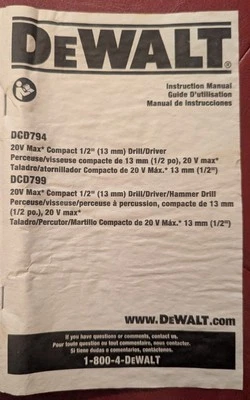 DEWALT®
Instruction Manual
Guide D'utilisation
Manual de instrucciones
DCD794
20V Max* Compact 1/2" (13 mm) Drill/Driver
Perceuse/visseuse compacte de 13 mm (1/2 po), 20 V max*
Taladro/atornillador Compacto de 20 V Máx.* 13 mm (1/2")
DCD799
20V Max* Compact 1/2" (13 mm) Drill/Driver/Hammer Drill
Perceuse/visseuse/perceuse à percussion, compacte de 13 mm
(1/2 po.), 20 V max*
Taladro/Percutor/Martillo Compacto de 20 V Máx.* 13 mm (1/2")
www.DEWALT.com
If you have questions or comments, contact us.
Pour toute question ou tout commentaire, nous contacter.
Si tiene dudas o comentarios, contáctenos.
1-800-4-DEWALT